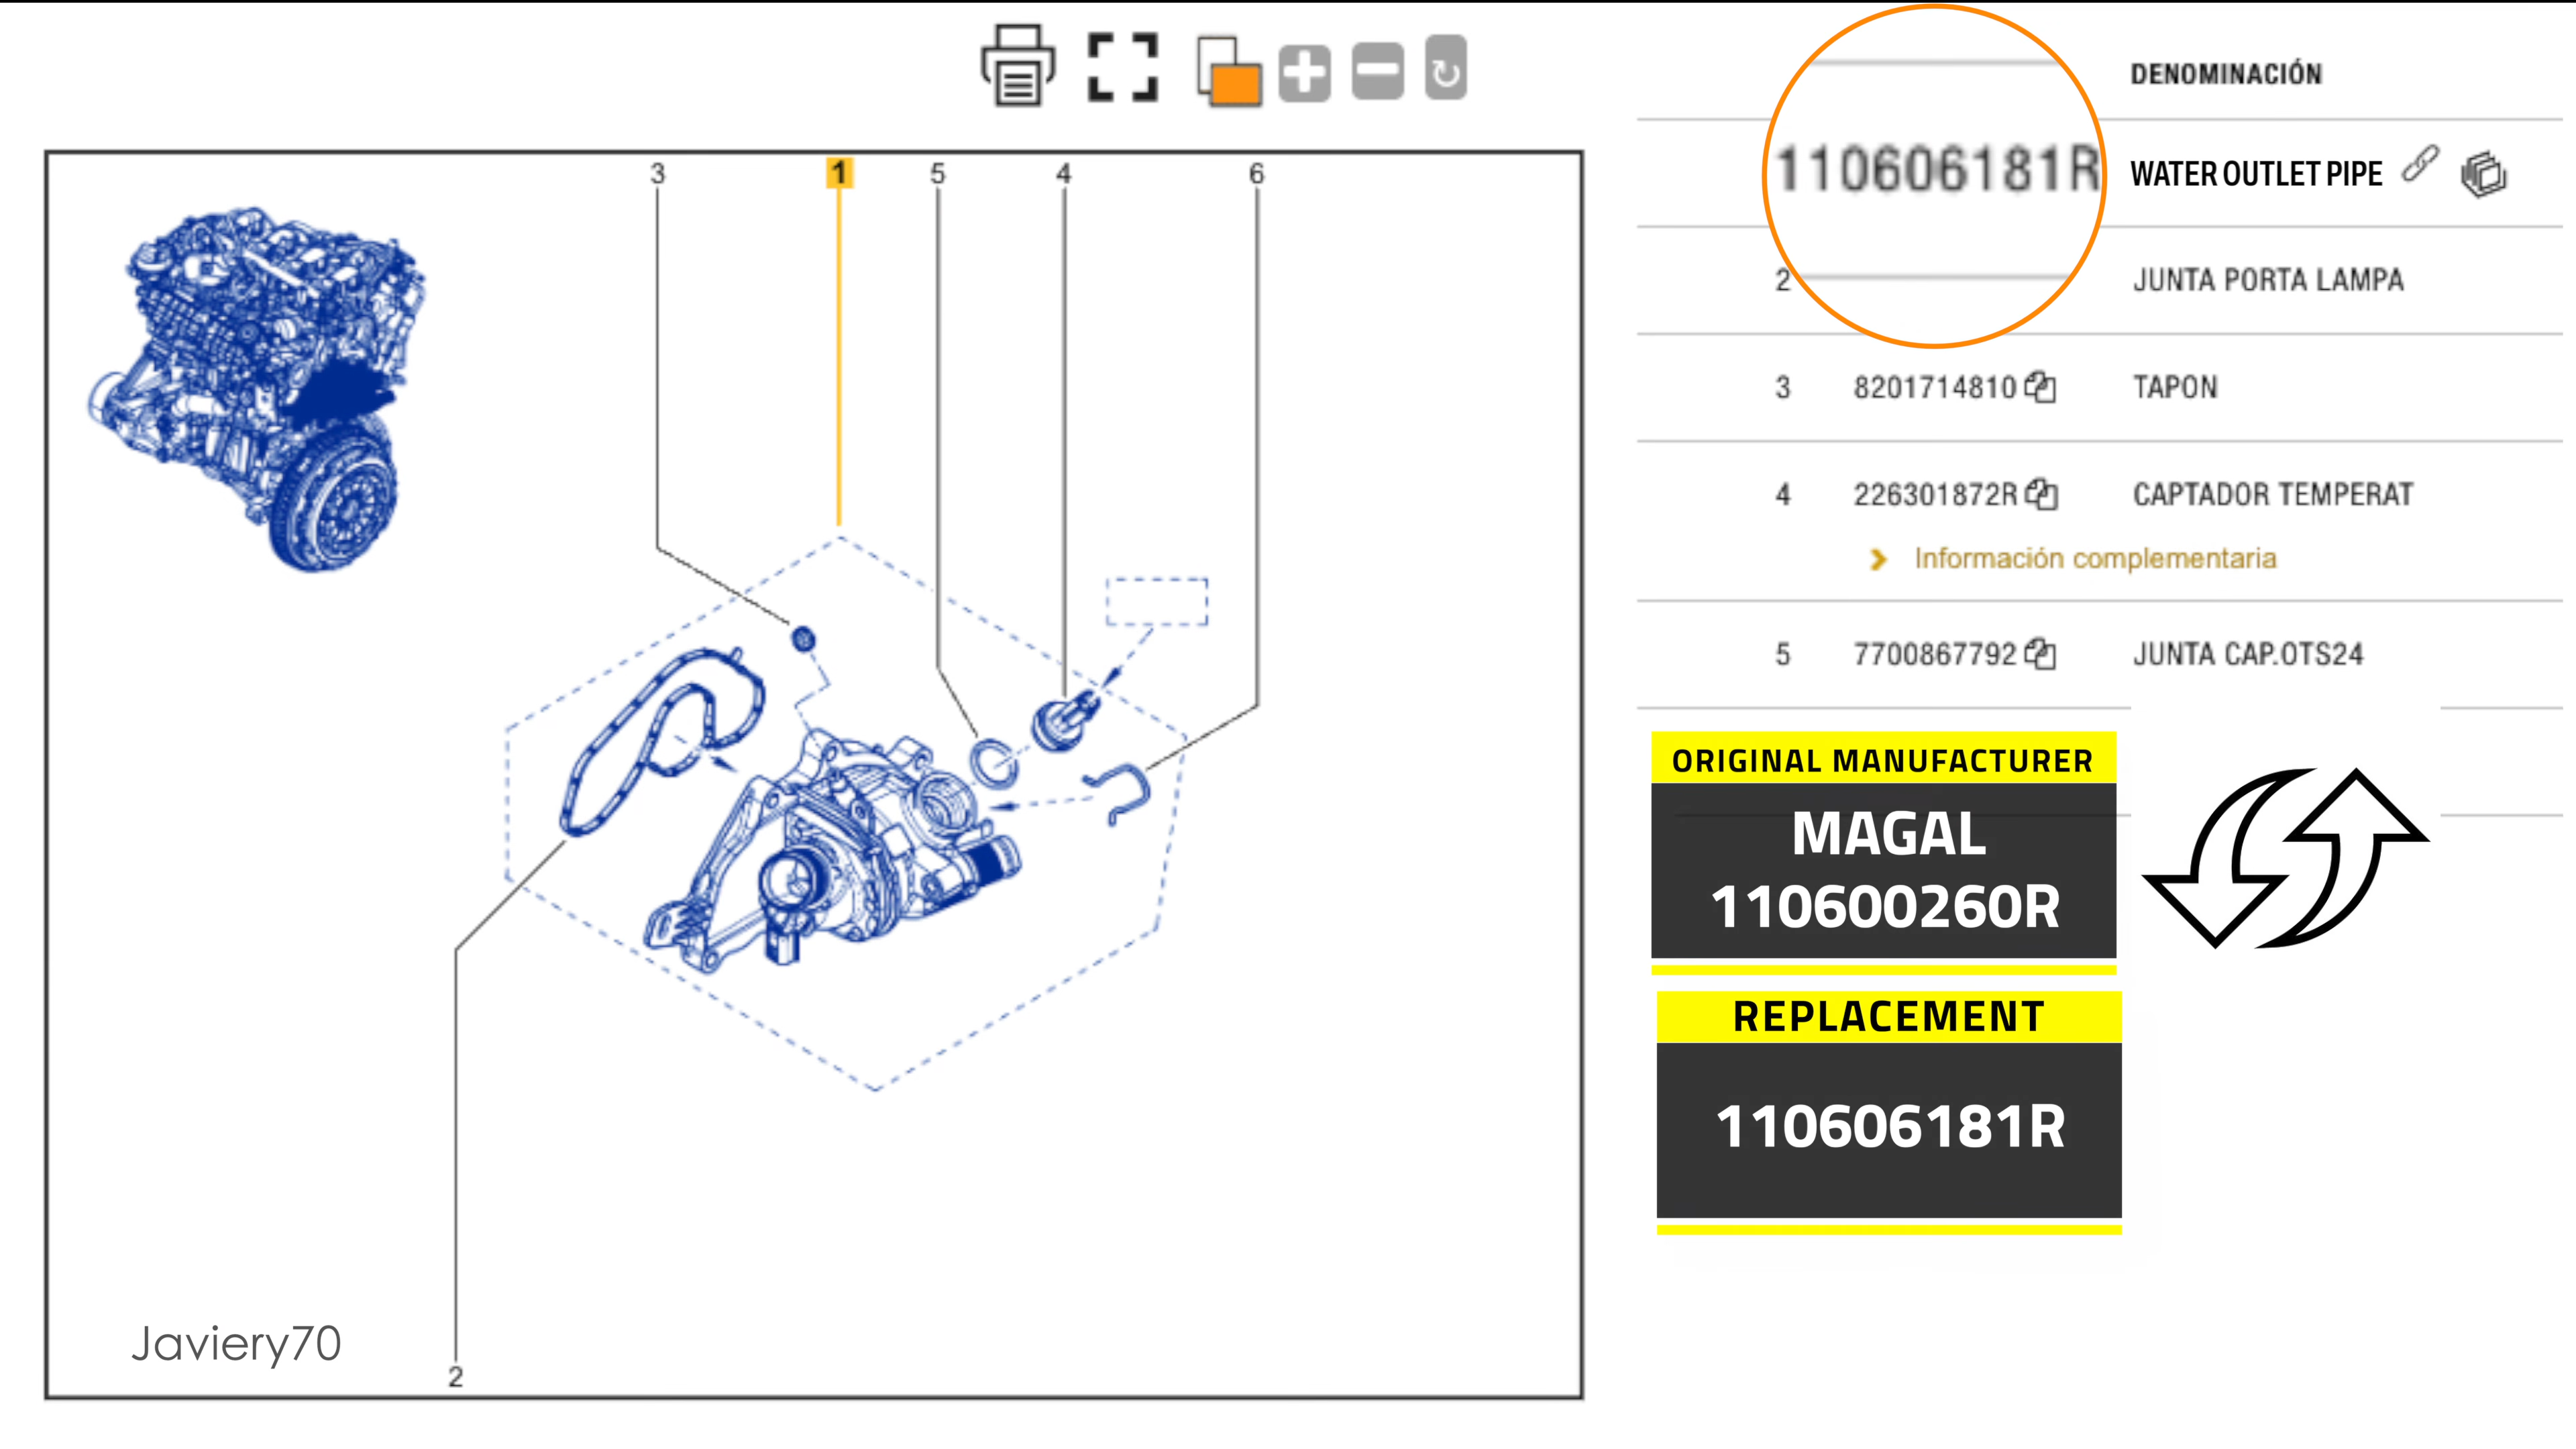 3
1
5
4
6
2
Javiery70
DENOMINACIÓN
110606181R WATER OUTLET PIPE
2 JUNTA PORTA LAMPA
3 8201714810 TAPON
4 226301872R CAPTADOR TEMPERAT
Información complementaria
5 7700867792 JUNTA CAP.OTS24
ORIGINAL MANUFACTURER
MAGAL
110600260R
REPLACEMENT
110606181R